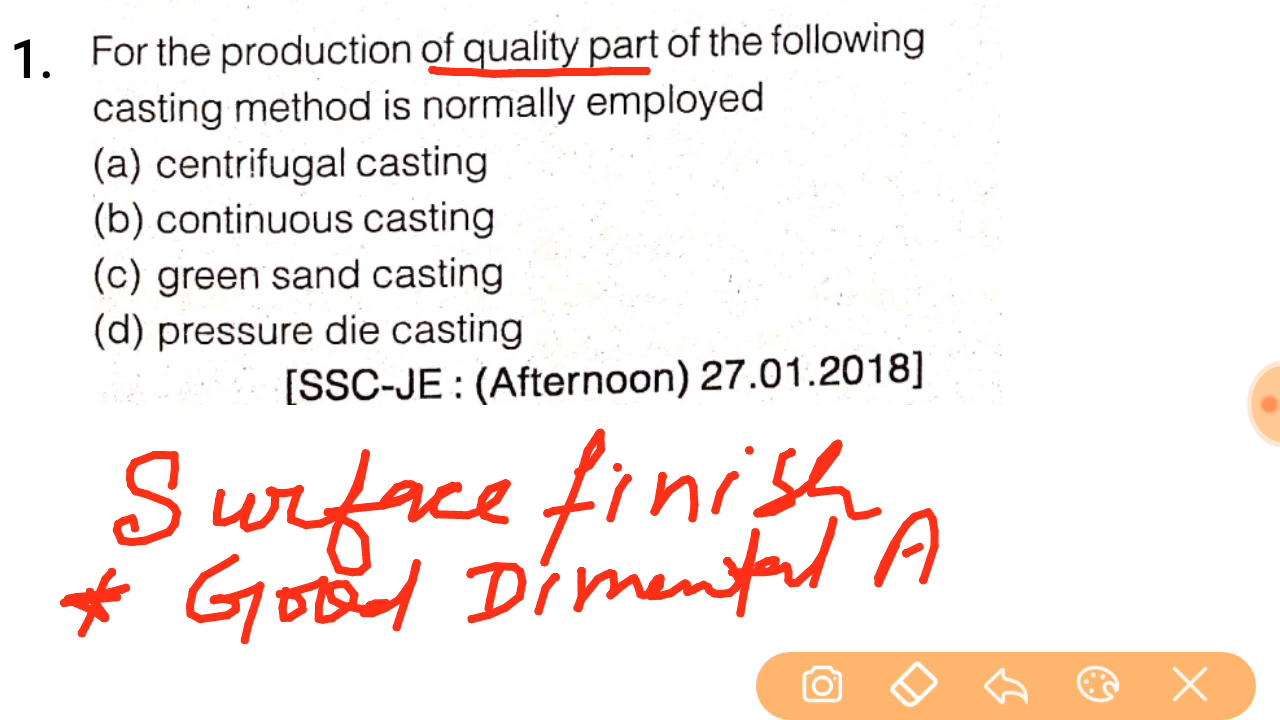 1. For the production of quality part of the following
casting method is normally employed
(a) centrifugal casting
(b) continuous casting
(c) green sand casting
(d) pressure die casting
[SSC-JE : (Afternoon) 27.01.2018]
Surface finish
* Good A